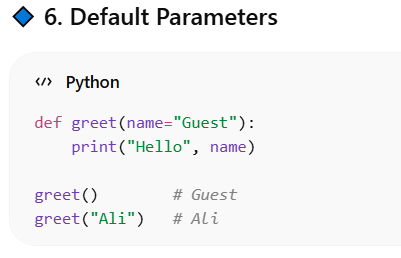 🔷 6. Default Parameters
</> Python
def greet(name="Guest"):
    print("Hello", name)

greet()        # Guest
greet("Ali")   # Ali